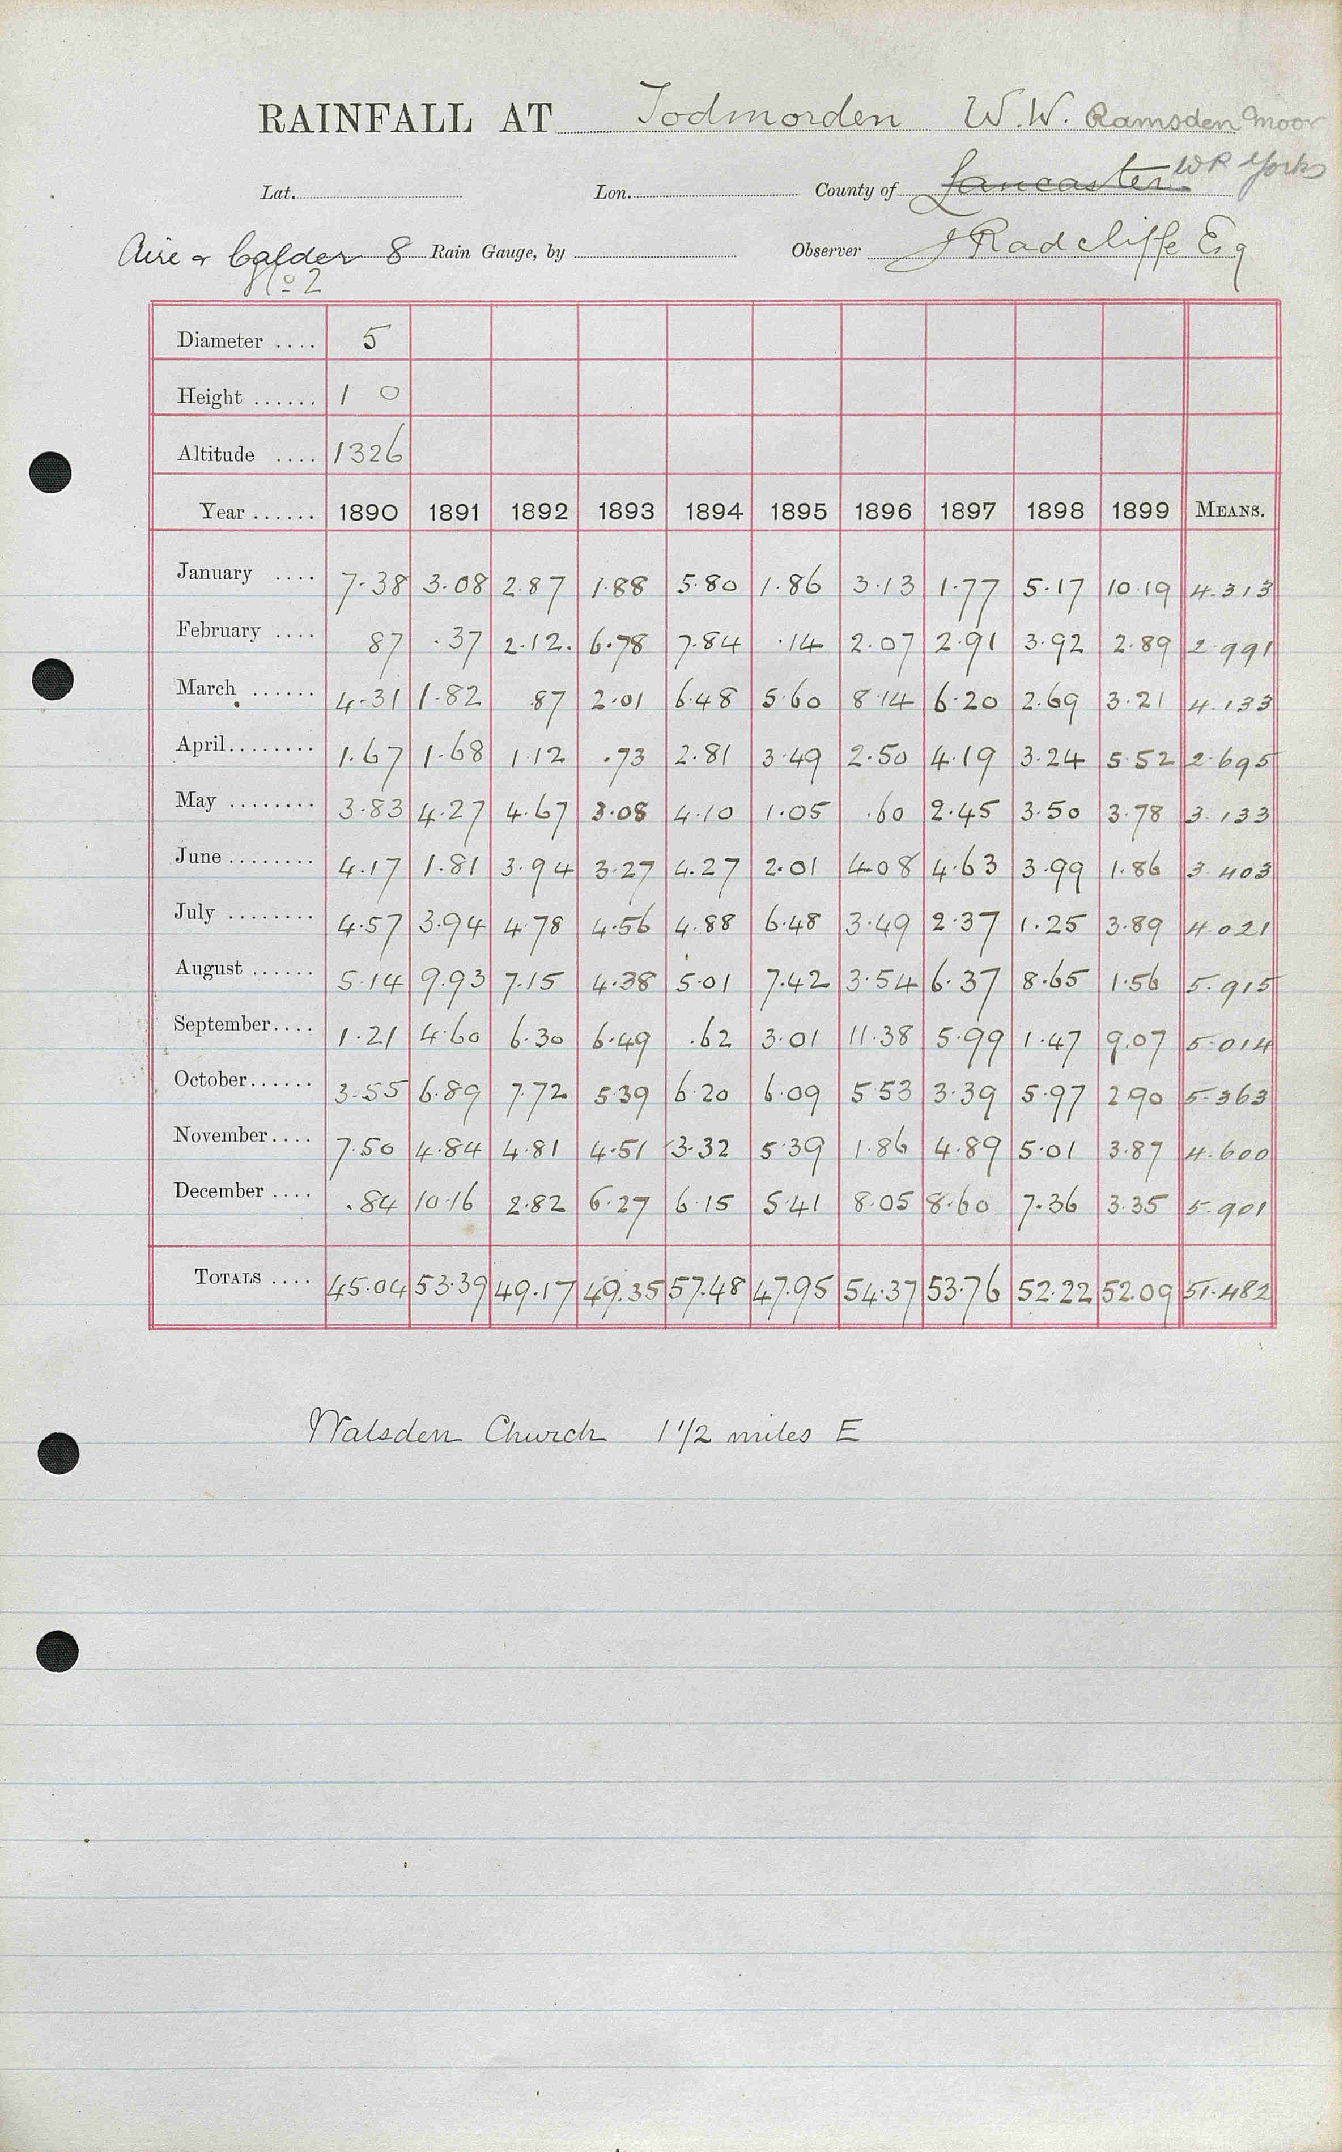 RAINFALL AT Todmorden W.W. Ramsden Moor
Lat. Lon. County of Lancaster W R Yorks
Aire & Calder 8 Rain Gauge, by Observer J Radcliffe Esq
No 2
Diameter .... 5
Height ...... 1 0
Altitude .... 1326
Year ...... 1890 1891 1892 1893 1894 1895 1896 1897 1898 1899 MEANS.
January .... 7.38 3.08 2.87 1.88 5.80 1.86 3.13 1.77 5.17 10.19 4.313
February .... 87 .37 2.12. 6.78 7.84 .14 2.07 2.91 3.92 2.89 2.991
March ...... 4.31 1.82 .87 2.01 6.48 5.60 8.14 6.20 2.69 3.21 4.133
April........ 1.67 1.68 1.12 .73 2.81 3.49 2.50 4.19 3.24 5.52 2.695
May ........ 3.83 4.27 4.67 3.08 4.10 1.05 .60 2.45 3.50 3.78 3.133
June ........ 4.17 1.81 3.94 3.27 4.27 2.01 4.08 4.63 3.99 1.86 3.403
July ........ 4.57 3.94 4.78 4.56 4.88 6.48 3.49 2.37 1.25 3.89 4.021
August ...... 5.14 9.93 7.15 4.38 5.01 7.42 3.54 6.37 8.65 1.56 5.915
September.... 1.21 4.60 6.30 6.49 .62 3.01 11.38 5.99 1.47 9.07 5.014
October...... 3.55 6.89 7.72 5.39 6.20 6.09 5.53 3.39 5.97 2.90 5.363
November.... 7.50 4.84 4.81 4.51 3.32 5.39 1.86 4.89 5.01 3.87 4.600
December .... .84 10.16 2.82 6.27 6.15 5.41 8.05 8.60 7.36 3.35 5.901
TOTALS .... 45.04 53.39 49.17 49.35 57.48 47.95 54.37 53.76 52.22 52.09 51.482
Walsden Church 1 1/2 miles E